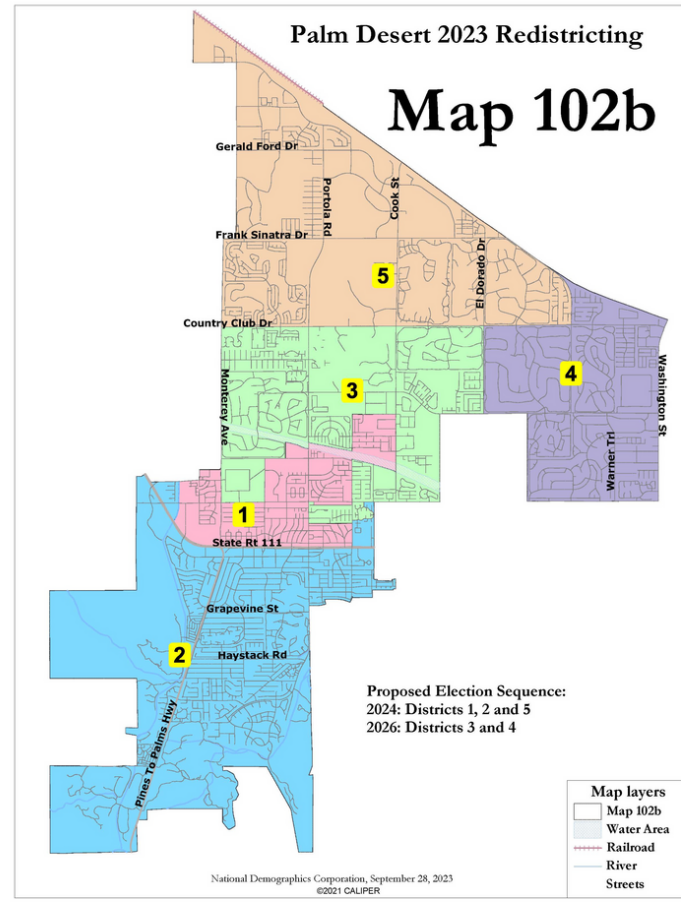 Palm Desert 2023 Redistricting
Map 102b
Gerald Ford Dr
Portola Rd
Cook St
Frank Sinatra Dr
El Dorado Dr
5
Country Club Dr
Monterey Ave
3
4
Washington St
Warner Trl
1
State Rt 111
Grapevine St
2
Haystack Rd
Pines To Palms Hwy
Proposed Election Sequence:
2024: Districts 1, 2 and 5
2026: Districts 3 and 4
Map layers
Map 102b
Water Area
Railroad
River
Streets
National Demographics Corporation, September 28, 2023
©2021 CALIPER